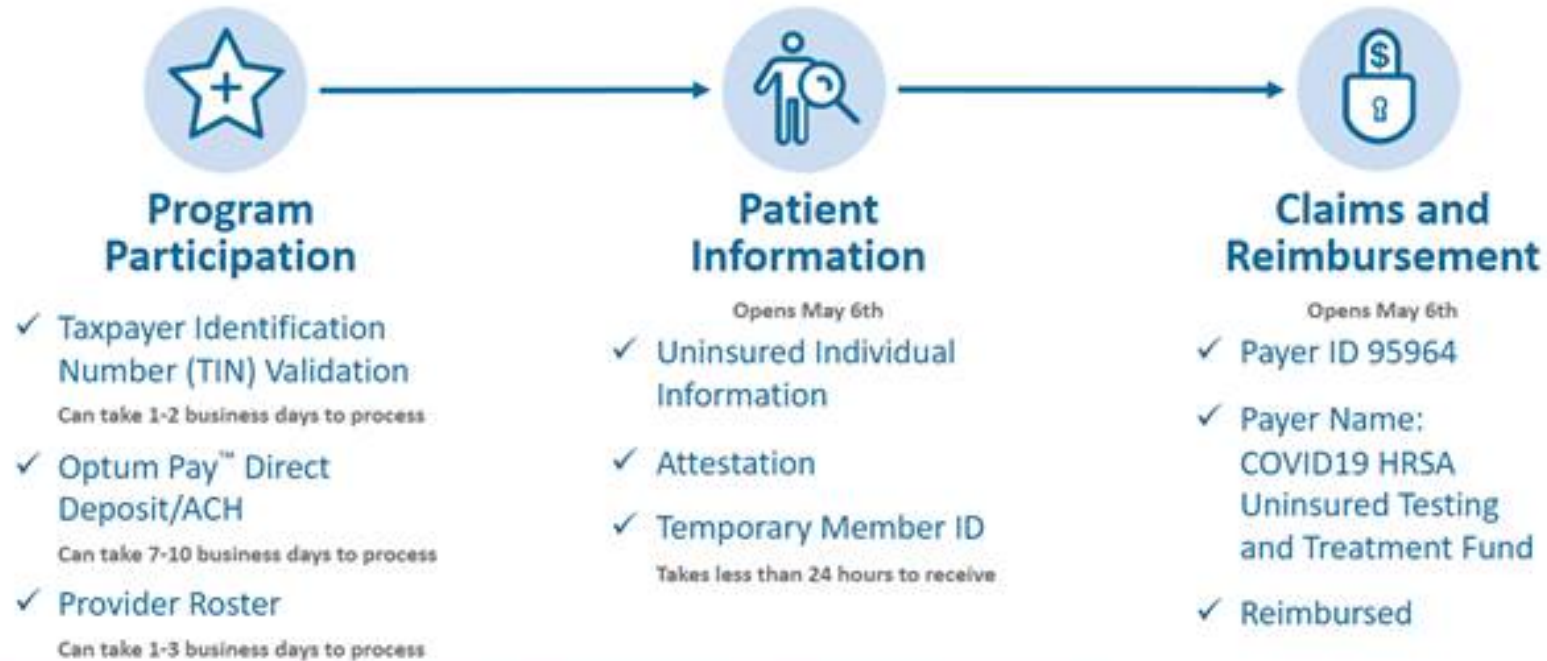 Program
Participation
✓ Taxpayer Identification
Number (TIN) Validation
Can take 1-2 business days to process
✓ Optum Pay™ Direct
Deposit/ACH
Can take 7-10 business days to process
✓ Provider Roster
Can take 1-3 business days to process
Patient
Information
Opens May 6th
✓ Uninsured Individual
Information
✓ Attestation
✓ Temporary Member ID
Takes less than 24 hours to receive
$
Claims and
Reimbursement
Opens May 6th
✓ Payer ID 95964
✓ Payer Name:
COVID19 HRSA
Uninsured Testing
and Treatment Fund
✓ Reimbursed